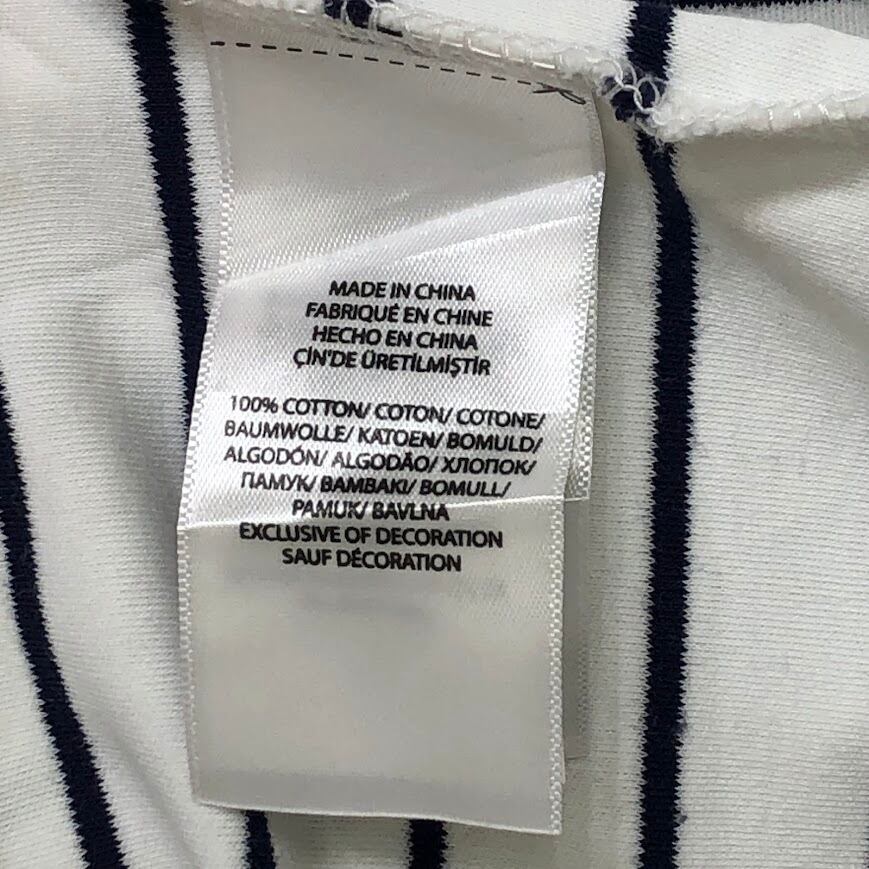 MADE IN CHINA
FABRIQUÉ EN CHINE
HECHO EN CHINA
ÇİN'DE ÜRETİLMİŞTİR
100% COTTON/ COTON/ COTONE/
BAUMWOLLE/ KATOEN/ BOMULD/
ALGODÓN/ ALGODÃO/ ХЛОПОК/
ПАМУК/ BAMBAKI/ BOMULL/
PAMUK/ BAVLNA
EXCLUSIVE OF DECORATION
SAUF DÉCORATION